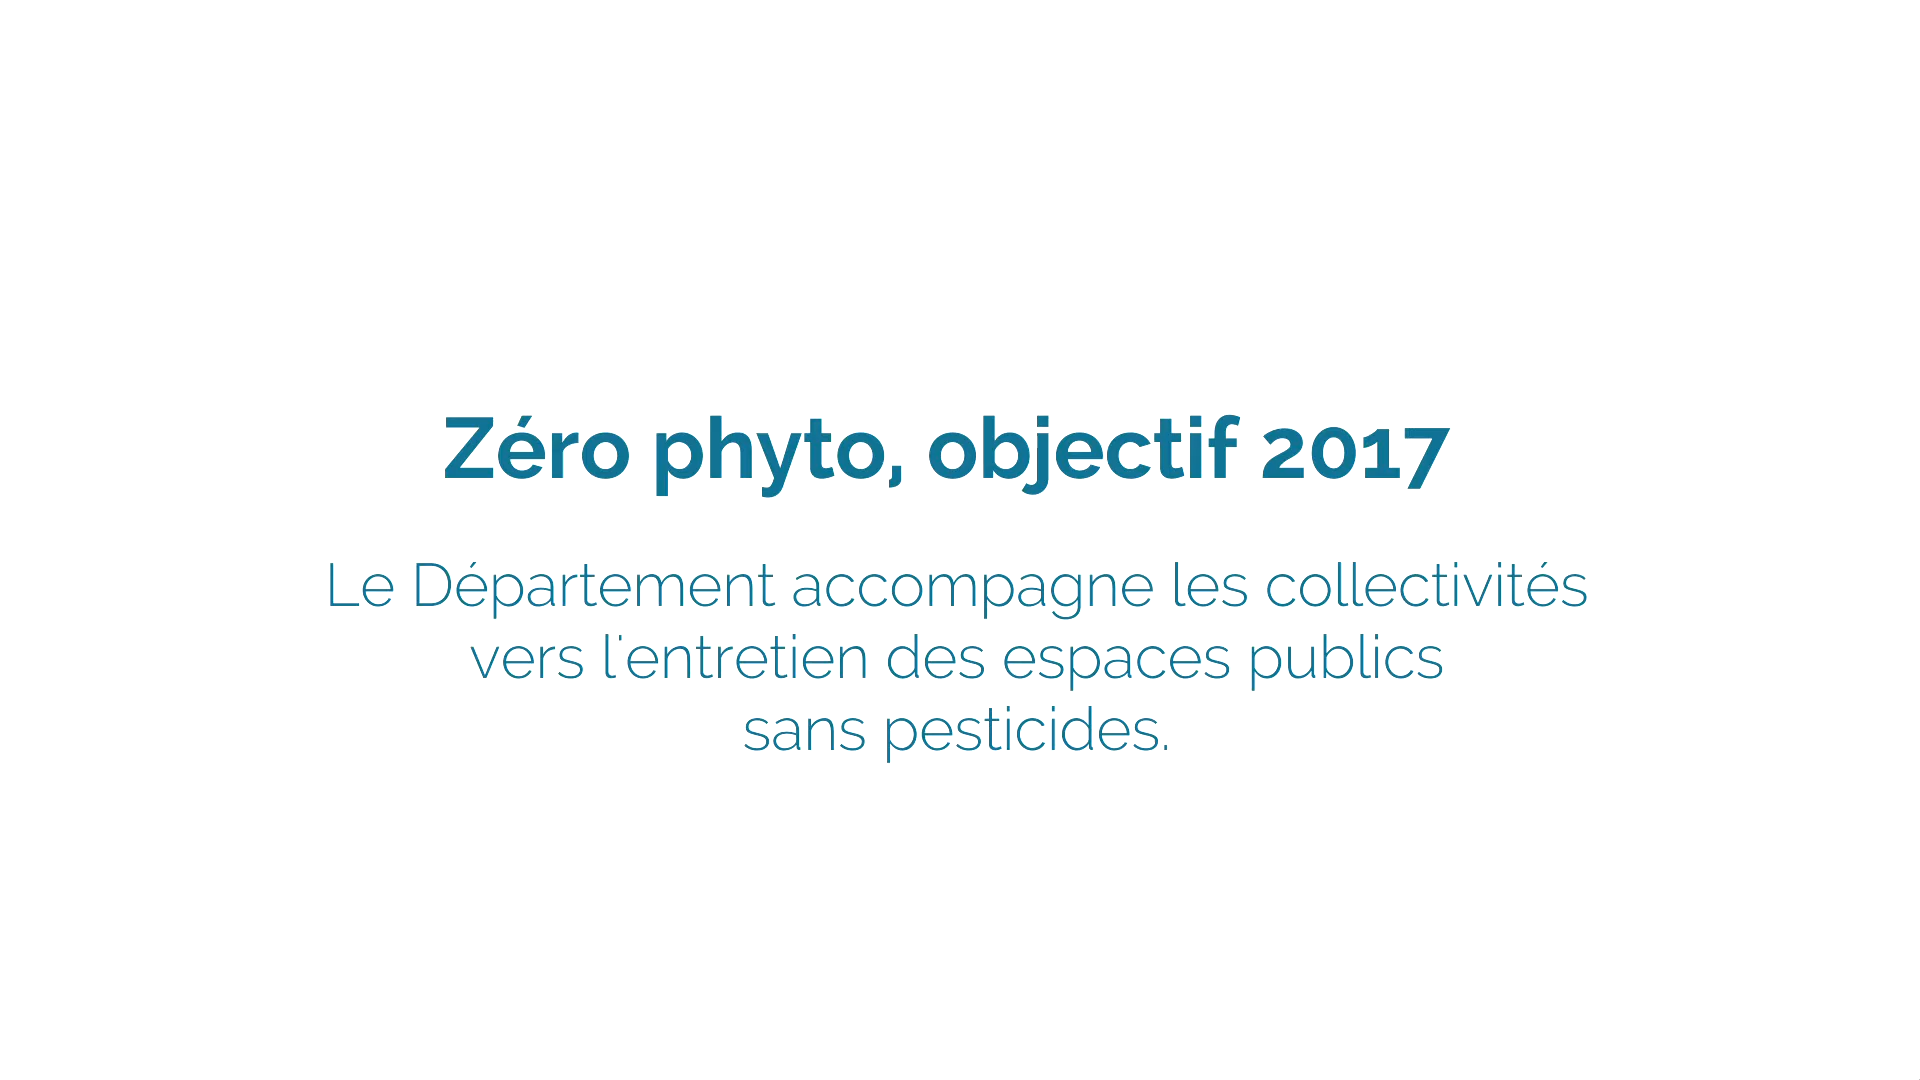 Zéro phyto, objectif 2017
Le Département accompagne les collectivités
vers l'entretien des espaces publics
sans pesticides.